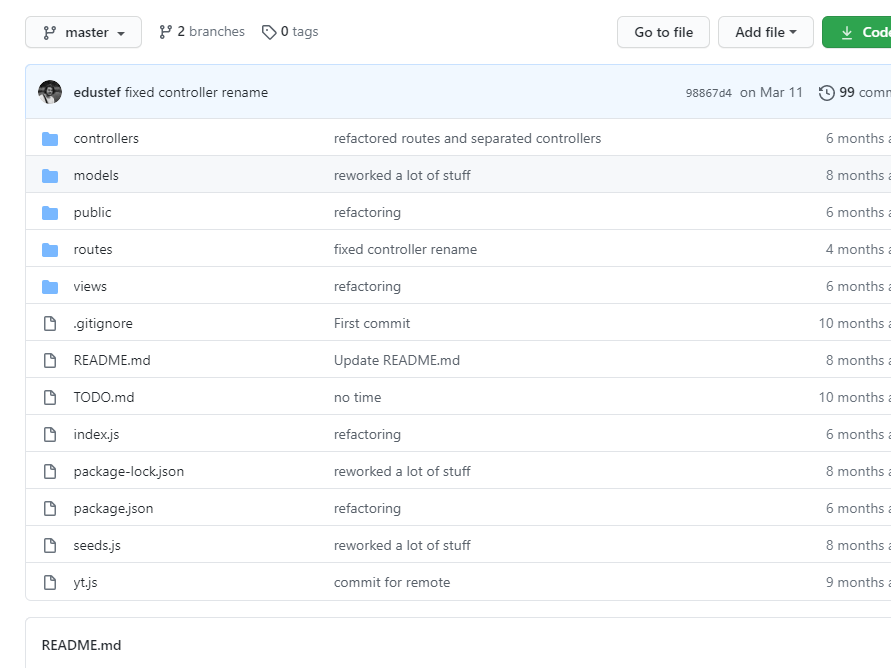 master 2 branches 0 tags Go to file Add file Code
edustef fixed controller rename 98867d4 on Mar 11 99
controllers refactored routes and separated controllers 6 months
models reworked a lot of stuff 8 months
public refactoring 6 months
routes fixed controller rename 4 months
views refactoring 6 months
.gitignore First commit 10 months
README.md Update README.md 8 months
TODO.md no time 10 months
index.js refactoring 6 months
package-lock.json reworked a lot of stuff 8 months
package.json refactoring 6 months
seeds.js reworked a lot of stuff 8 months
yt.js commit for remote 9 months
README.md